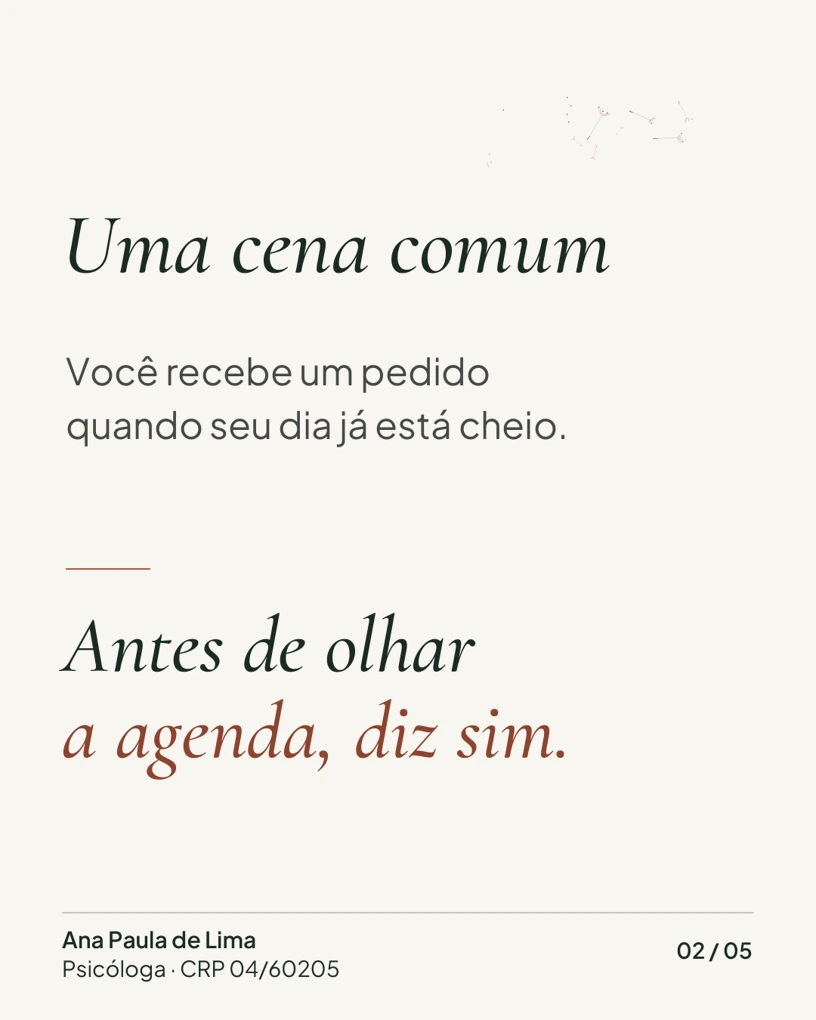 Uma cena comum
Você recebe um pedido
quando seu dia já está cheio.
Antes de olhar
a agenda, diz sim.
Ana Paula de Lima
Psicóloga · CRP 04/60205
02 / 05